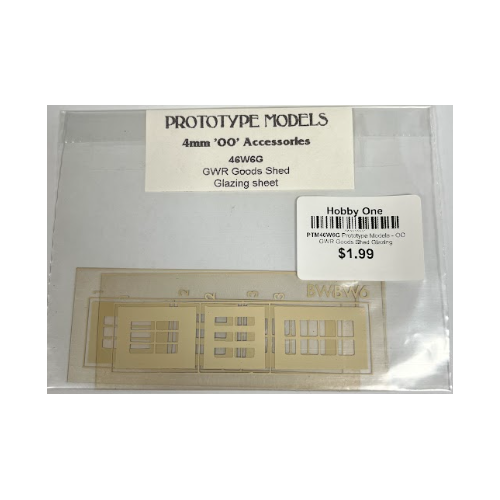 PROTOTYPE MODELS
4mm 'OO' Accessories
46W6G
GWR Goods Shed
Glazing sheet
Hobby One
PTM46W6G Prototype Models - OO
GWR Goods Shed Glazing
$1.99